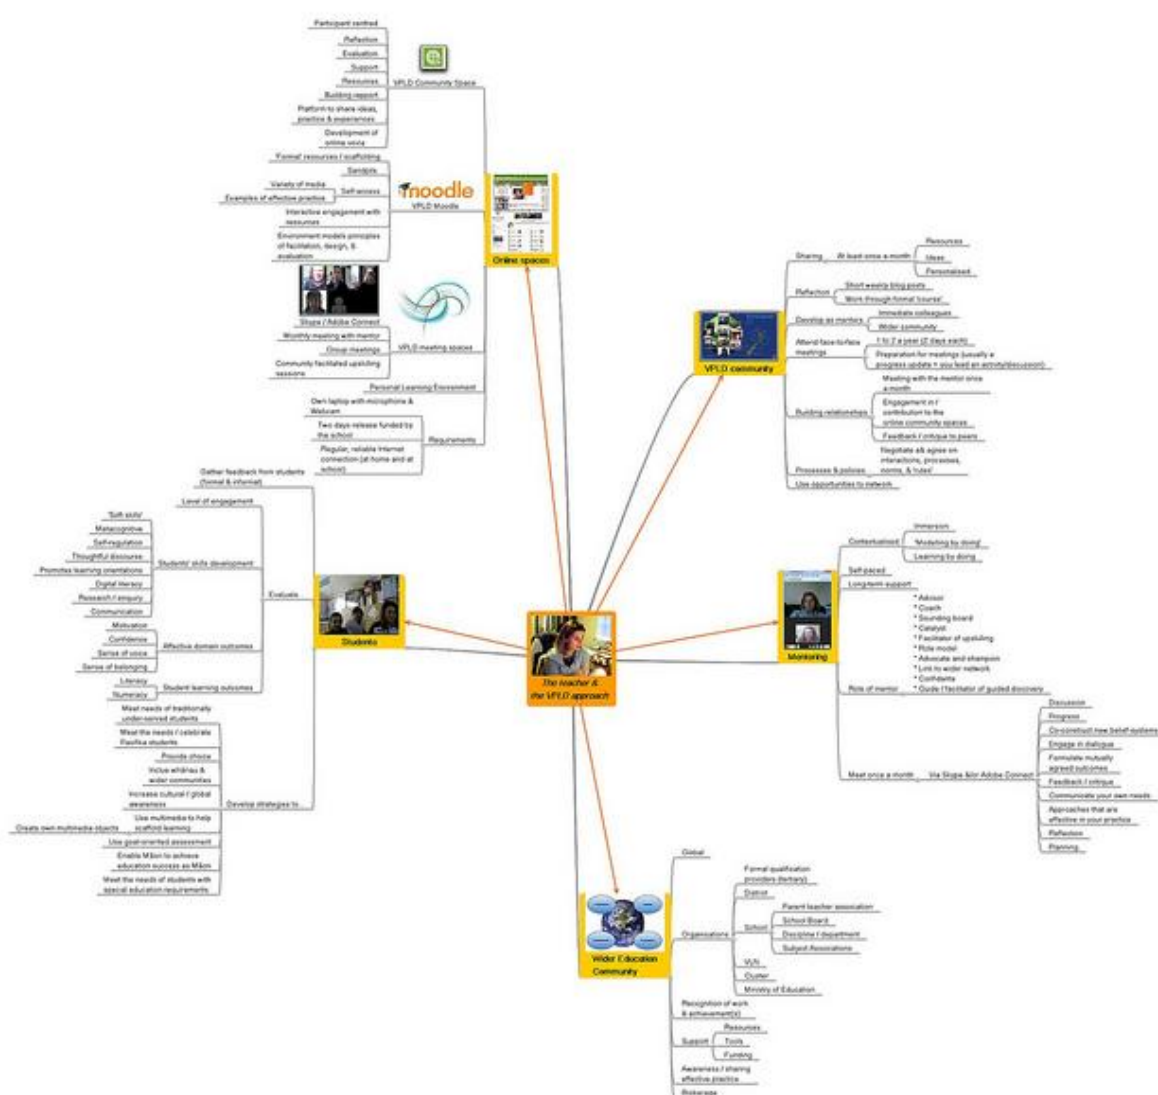 Participant centred
Reflection
Evaluation
Support
Resources
Building rapport
Platform to share ideas,
practice & experiences
Development of
online voice
VPLD Community Space
'Formal' resources / scaffolding
Sandpits
Variety of media
Examples of effective practice
Self-access
Interactive engagement with
resources
Environment models principles
of facilitation, design, &
evaluation
moodle
VPLD Moodle
Skype / Adobe Connect
Monthly meeting with mentor
Group meetings
Community facilitated upskilling
sessions
VPLD meeting spaces
Personal Learning Environment
Own laptop with microphone &
Webcam
Two days release funded by
the school
Regular, reliable Internet
connection (at home and at
school)
Requirements
Online spaces
Sharing
At least once a month
Resources
Ideas
Personalised
Reflection
Short weekly blog posts
Work through formal 'course'
Develop as mentors
Immediate colleagues
Wider community
Attend face-to-face
meetings
1 to 2 a year (2 days each)
Preparation for meetings (usually a
progress update + you lead an activity/discussion)
Building relationships
Meeting with the mentor once
a month
Engagement in /
contribution to the
online community spaces
Feedback / critique to peers
Processes & policies
Negotiate &
agree on
interactions, processes,
norms, & 'rules'
Use opportunities to network
VPLD community
Gather feedback from students
(formal & informal)
Level of engagement
'Soft skills'
Metacognitive
Self-regulation
Thoughtful discourse
Promotes learning orientations
Digital literacy
Research / enquiry
Communication
Students' skills development
Motivation
Confidence
Sense of voice
Sense of belonging
Affective domain outcomes
Literacy
Numeracy
Student learning outcomes
Evaluate
Meet needs of traditionally
under-served students
Meet the needs / celebrate
Pasifika students
Provide choice
wider communities
Increase cultural / global
awareness
Create own multimedia objects
Use multimedia to help
scaffold learning
Use goal-oriented assessment
education success as
Meet the needs of students with
special education requirements
Develop strategies to
Students
The teacher &
the VPLD approach
Contextualised
Immersion
'Modelling by doing'
Learning by doing
Self-paced
Long-term support
* Advisor
* Coach
* Sounding board
* Catalyst
* Facilitator of upskilling
* Role model
* Advocate and champion
* Link to wider network
* Confidante
* Guide / facilitator of guided discovery
Role of mentor
Meet once a month
Via Skype &/or Adobe Connect
Discussion
Progress
Co-construct new belief-systems
Engage in dialogue
Formulate mutually
agreed outcomes
Feedback / critique
Communicate your own needs
Approaches that are
effective in your practice
Reflection
Planning
Mentoring
Global
Organisations
Formal qualification
providers (tertiary)
District
School
Parent teacher association
School Board
Discipline / department
Subject Associations
VLN
Cluster
Ministry of Education
Recognition of work
& achievement(s)
Support
Resources
Tools
Funding
Awareness / sharing
effective practice
Brokerage
Wider Education
Community